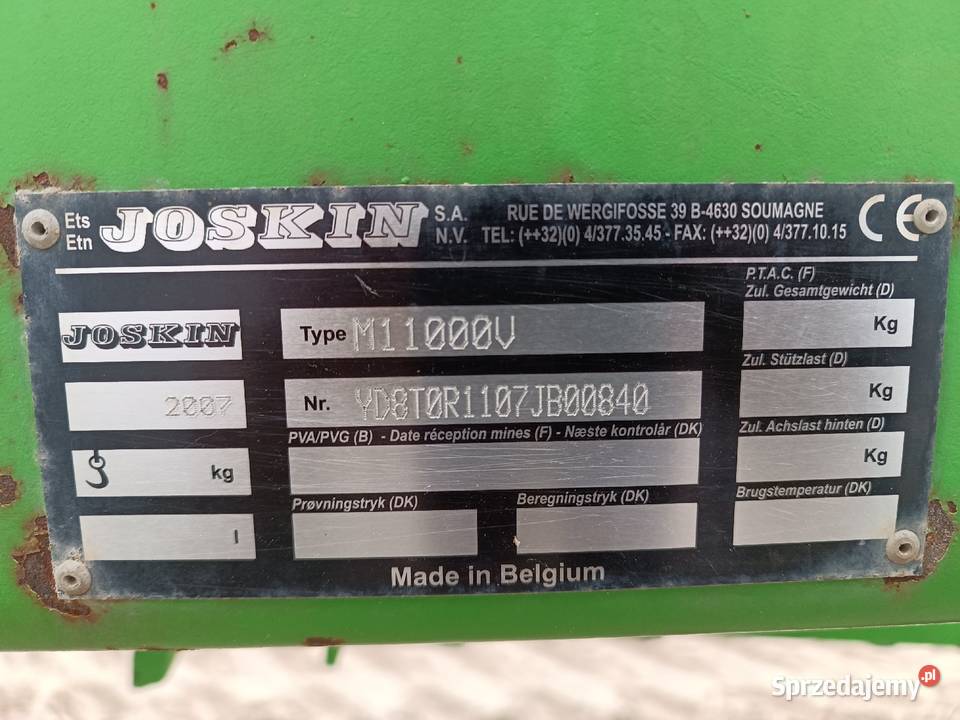 Ets JOSKIN S.A. RUE DE WERGIFOSSE 39 B-4630 SOUMAGNE CE
Etn N.V. TEL: (++32)(0) 4/377.35.45 - FAX: (++32)(0) 4/377.10.15
P.T.A.C. (F)
Zul. Gesamtgewicht (D)
JOSKIN Type M11000V Kg
Zul. Stützlast (D)
2007 Nr. YD8T0R1107JB00840 Kg
PVA/PVG (B) - Date réception mines (F) - Næste kontrolår (DK) Zul. Achslast hinten (D)
kg Kg
Prøvningstryk (DK) Beregningstryk (DK) Brugstemperatur (DK)
l
Made in Belgium
Sprzedajemy.pl